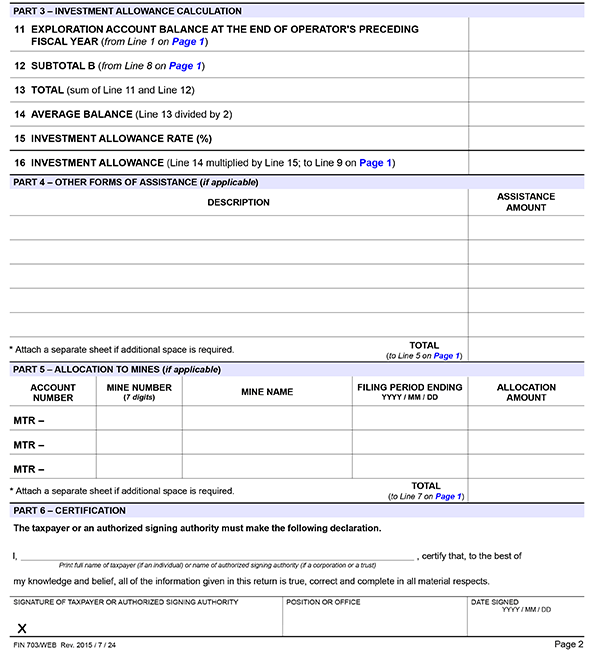 PART 3 – INVESTMENT ALLOWANCE CALCULATION
11 EXPLORATION ACCOUNT BALANCE AT THE END OF OPERATOR'S PRECEDING
FISCAL YEAR (from Line 1 on Page 1)
12 SUBTOTAL B (from Line 8 on Page 1)
13 TOTAL (sum of Line 11 and Line 12)
14 AVERAGE BALANCE (Line 13 divided by 2)
15 INVESTMENT ALLOWANCE RATE (%)
16 INVESTMENT ALLOWANCE (Line 14 multiplied by Line 15; to Line 9 on Page 1)
PART 4 – OTHER FORMS OF ASSISTANCE (if applicable)
DESCRIPTION
ASSISTANCE
AMOUNT
* Attach a separate sheet if additional space is required.
TOTAL
(to Line 5 on Page 1)
PART 5 – ALLOCATION TO MINES (if applicable)
ACCOUNT
NUMBER
MINE NUMBER
(7 digits)
MINE NAME
FILING PERIOD ENDING
YYYY / MM / DD
ALLOCATION
AMOUNT
MTR –
MTR –
MTR –
* Attach a separate sheet if additional space is required.
TOTAL
(to Line 7 on Page 1)
PART 6 – CERTIFICATION
The taxpayer or an authorized signing authority must make the following declaration.
I, , certify that, to the best of
Print full name of taxpayer (if an individual) or name of authorized signing authority (if a corporation or a trust)
my knowledge and belief, all of the information given in this return is true, correct and complete in all material respects.
SIGNATURE OF TAXPAYER OR AUTHORIZED SIGNING AUTHORITY
X
POSITION OR OFFICE
DATE SIGNED
YYYY / MM / DD
FIN 703/WEB Rev. 2015 / 7 / 24
Page 2